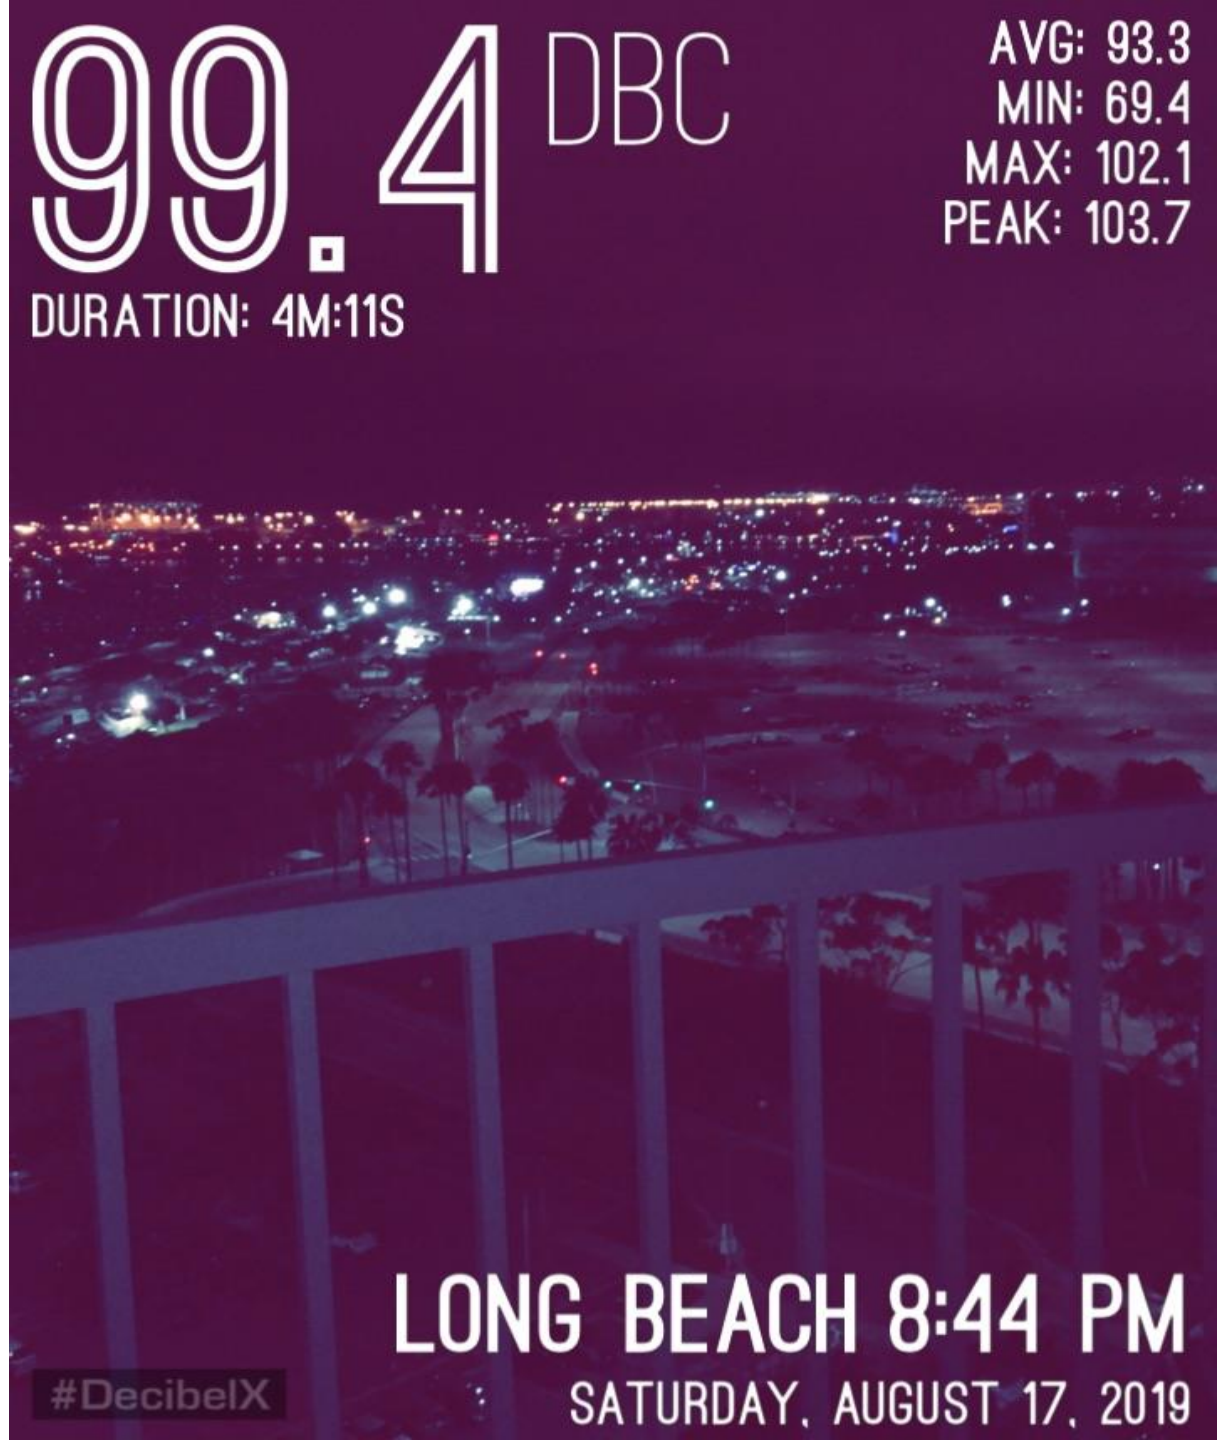 99.4 DBC
DURATION: 4M:11S
AVG: 93.3
MIN: 69.4
MAX: 102.1
PEAK: 103.7
LONG BEACH 8:44 PM
SATURDAY, AUGUST 17, 2019
#DecibelX